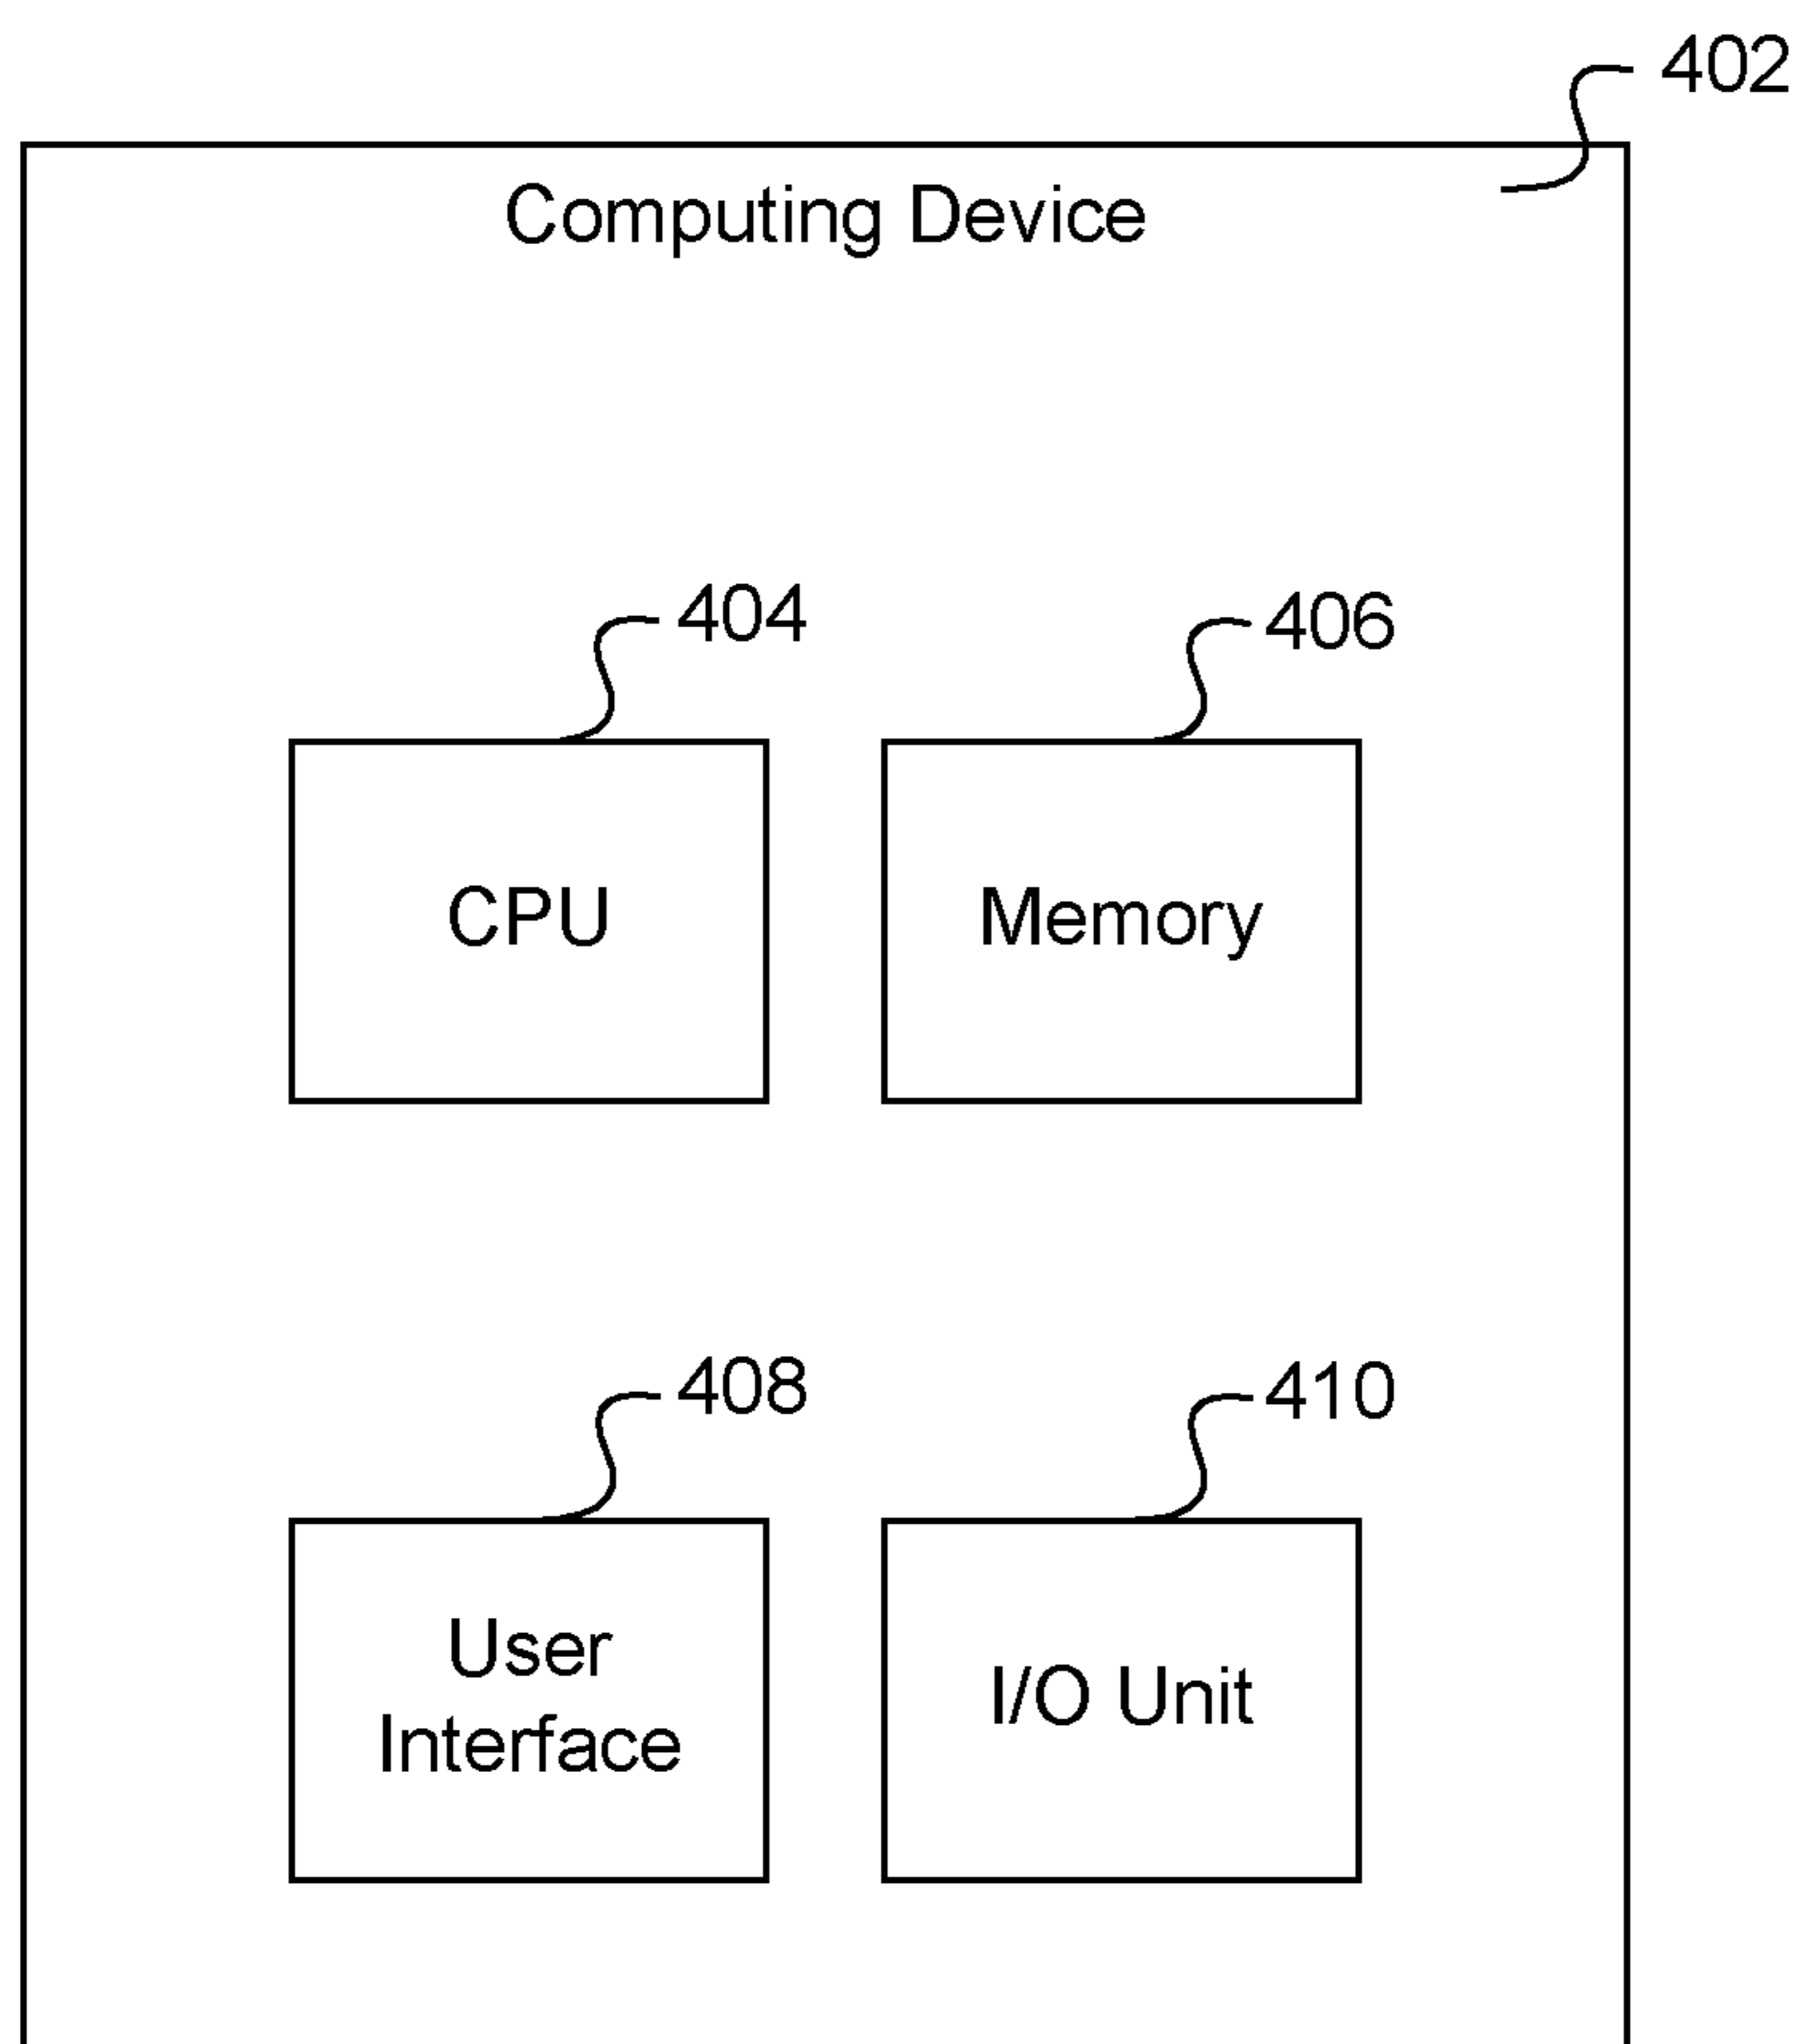 402
Computing Device
404
406
CPU
Memory
408
410
User
Interface
I/O Unit